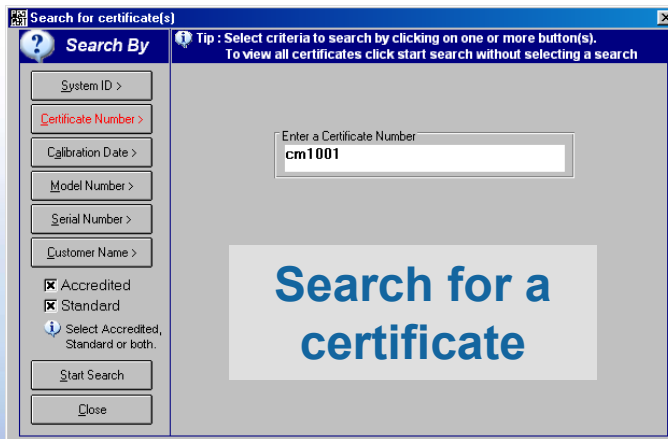 Search for certificate(s)
Search By
Tip : Select criteria to search by clicking on one or more button(s).
To view all certificates click start search without selecting a search
System ID >
Certificate Number >
Calibration Date >
Model Number >
Serial Number >
Customer Name >
Accredited
Standard
Select Accredited,
Standard or both.
Start Search
Close
Enter a Certificate Number
cm1001
Search for a
certificate